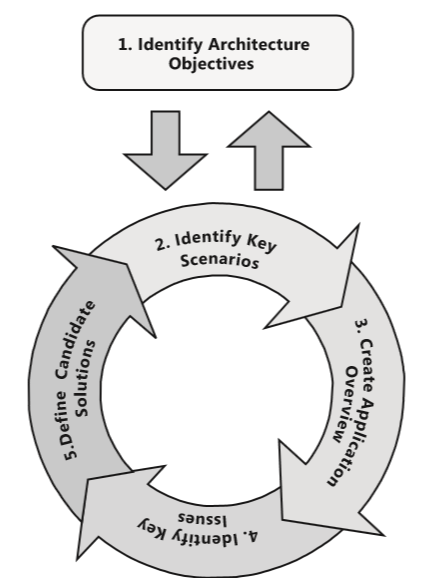 1. Identify Architecture
Objectives
2. Identify Key
Scenarios
3. Create Application
Overview
4. Identify Key
Issues
5.Define Candidate
Solutions